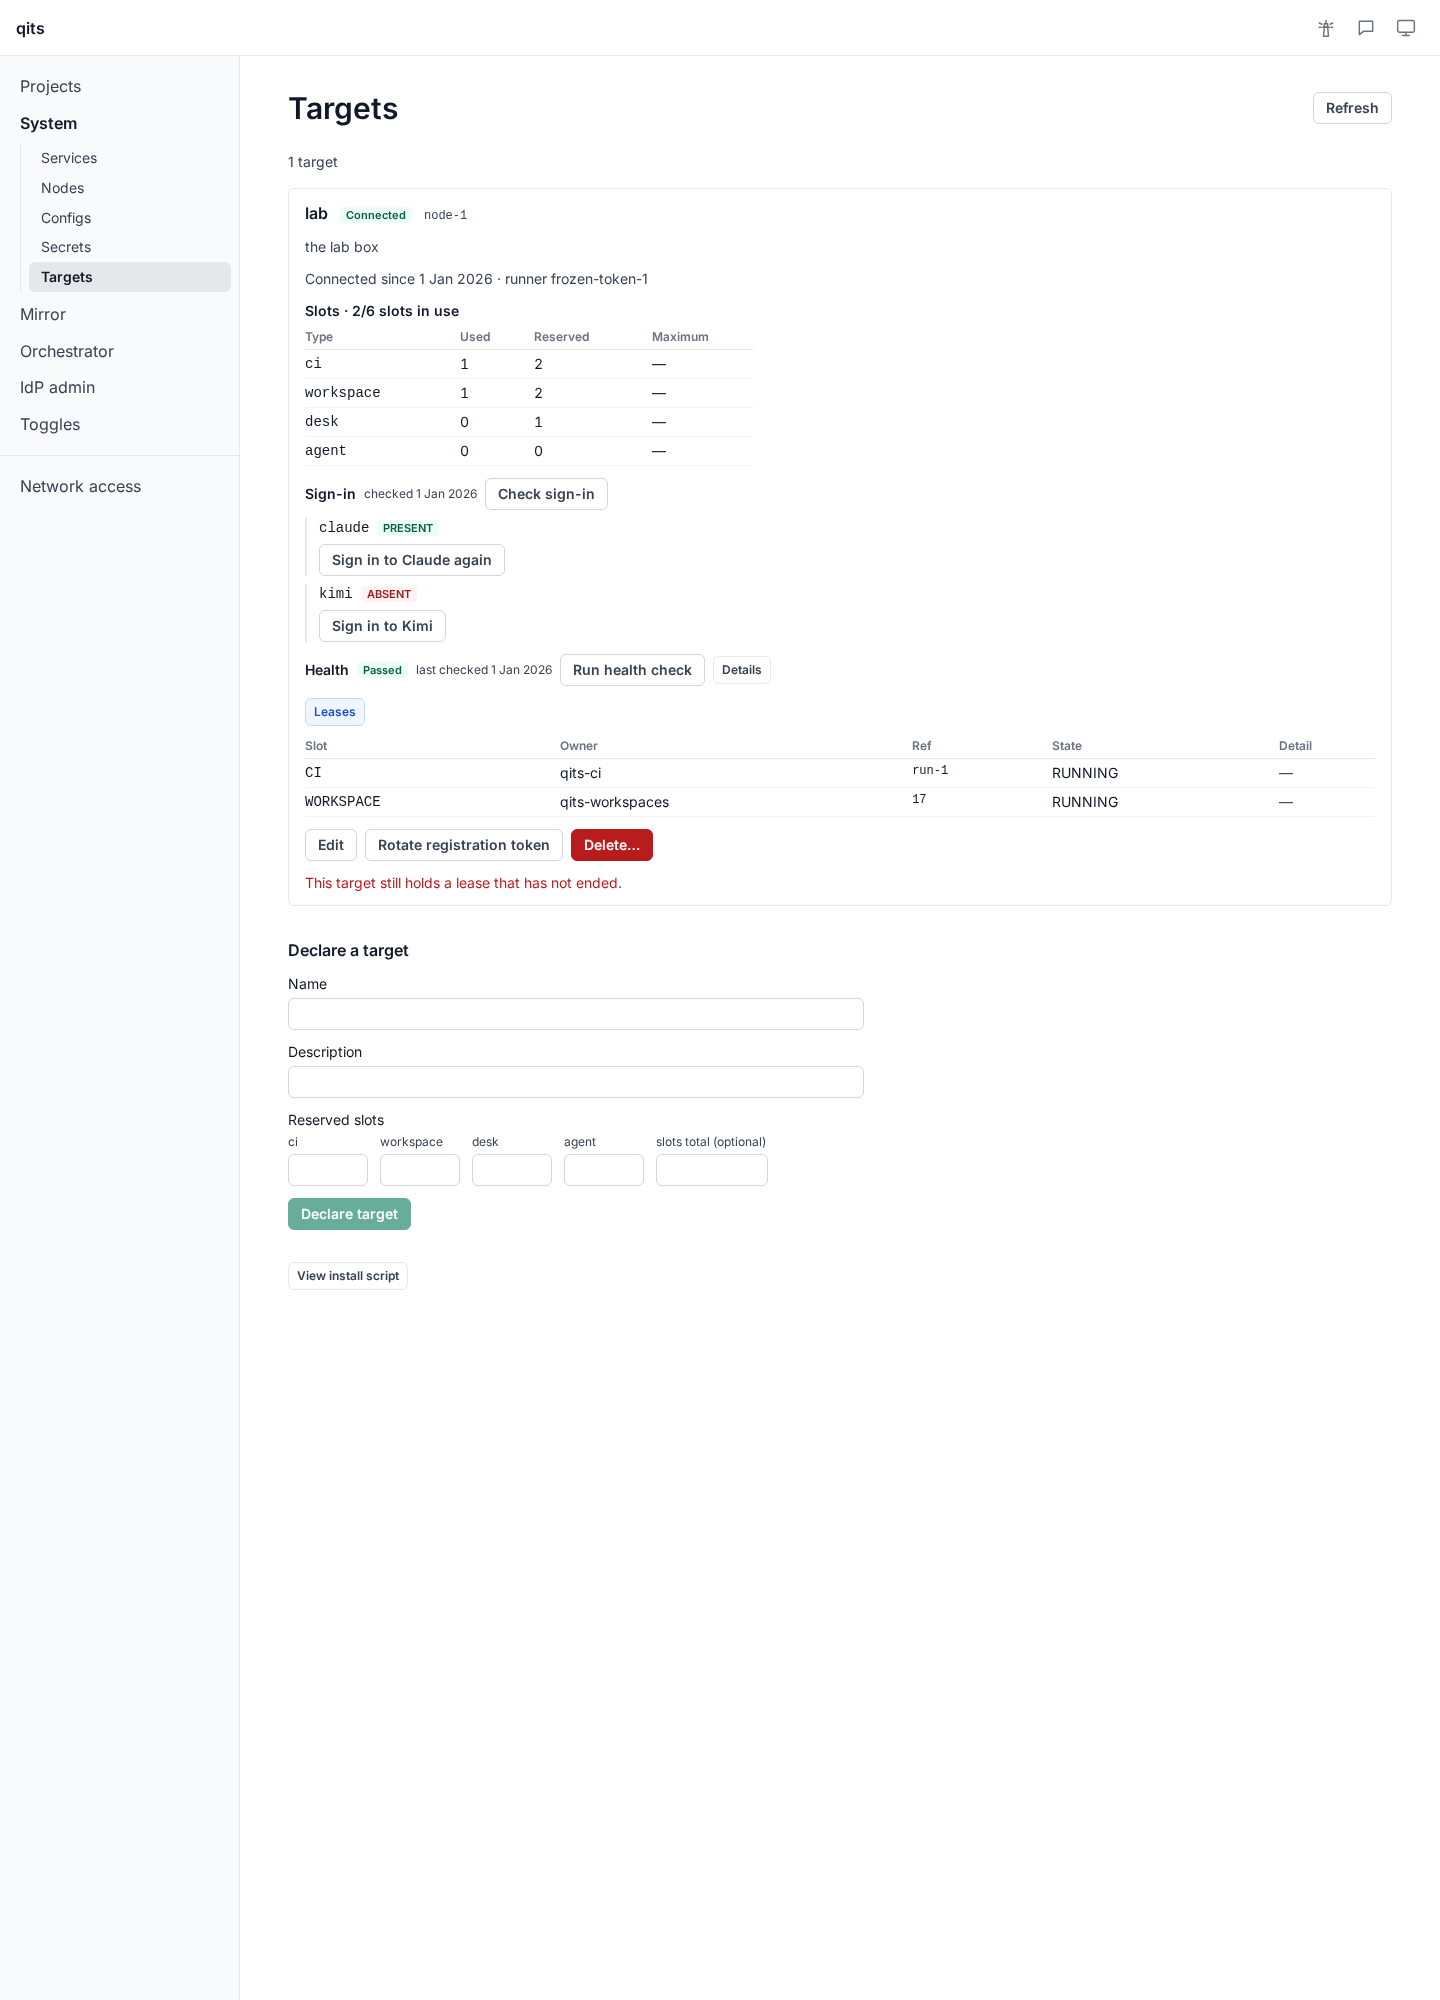 qits
Projects
System
Services
Nodes
Configs
Secrets
Targets
Mirror
Orchestrator
IdP admin
Toggles
Network access
Targets
Refresh
1 target
lab Connected node-1
the lab box
Connected since 1 Jan 2026 · runner frozen-token-1
Slots · 2/6 slots in use
Type Used Reserved Maximum
ci 1 2 —
workspace 1 2 —
desk 0 1 —
agent 0 0 —
Sign-in checked 1 Jan 2026 Check sign-in
claude PRESENT
Sign in to Claude again
kimi ABSENT
Sign in to Kimi
Health Passed last checked 1 Jan 2026 Run health check Details
Leases
Slot Owner Ref State Detail
CI qits-ci run-1 RUNNING —
WORKSPACE qits-workspaces 17 RUNNING —
Edit Rotate registration token Delete...
This target still holds a lease that has not ended.
Declare a target
Name
Description
Reserved slots
ci workspace desk agent slots total (optional)
Declare target
View install script